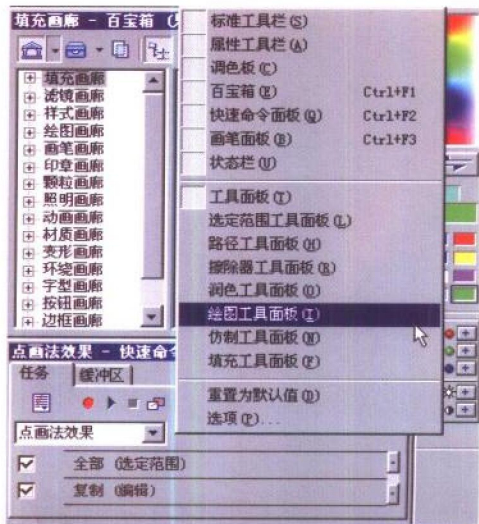 填充画廊 - 百宝箱
填充画廊
滤镜画廊
样式画廊
绘图画廊
画笔画廊
印章画廊
颗粒画廊
照明画廊
动画画廊
材质画廊
变形画廊
环绕画廊
字型画廊
按钮画廊
边框画廊
标准工具栏(S)
属性工具栏(A)
调色板(C)
百宝箱(E) Ctrl+F1
快速命令面板(Q) Ctrl+F2
画笔面板(B) Ctrl+F3
状态栏(U)
工具面板(T)
选定范围工具面板(L)
路径工具面板(H)
擦除器工具面板(R)
润色工具面板(O)
绘图工具面板(I)
仿制工具面板(N)
填充工具面板(F)
重置为默认值(D)
选项(P)...
点画法效果 - 快速命令
任务 缓冲区
点画法效果
全部 (选定范围)
复制 (编辑)